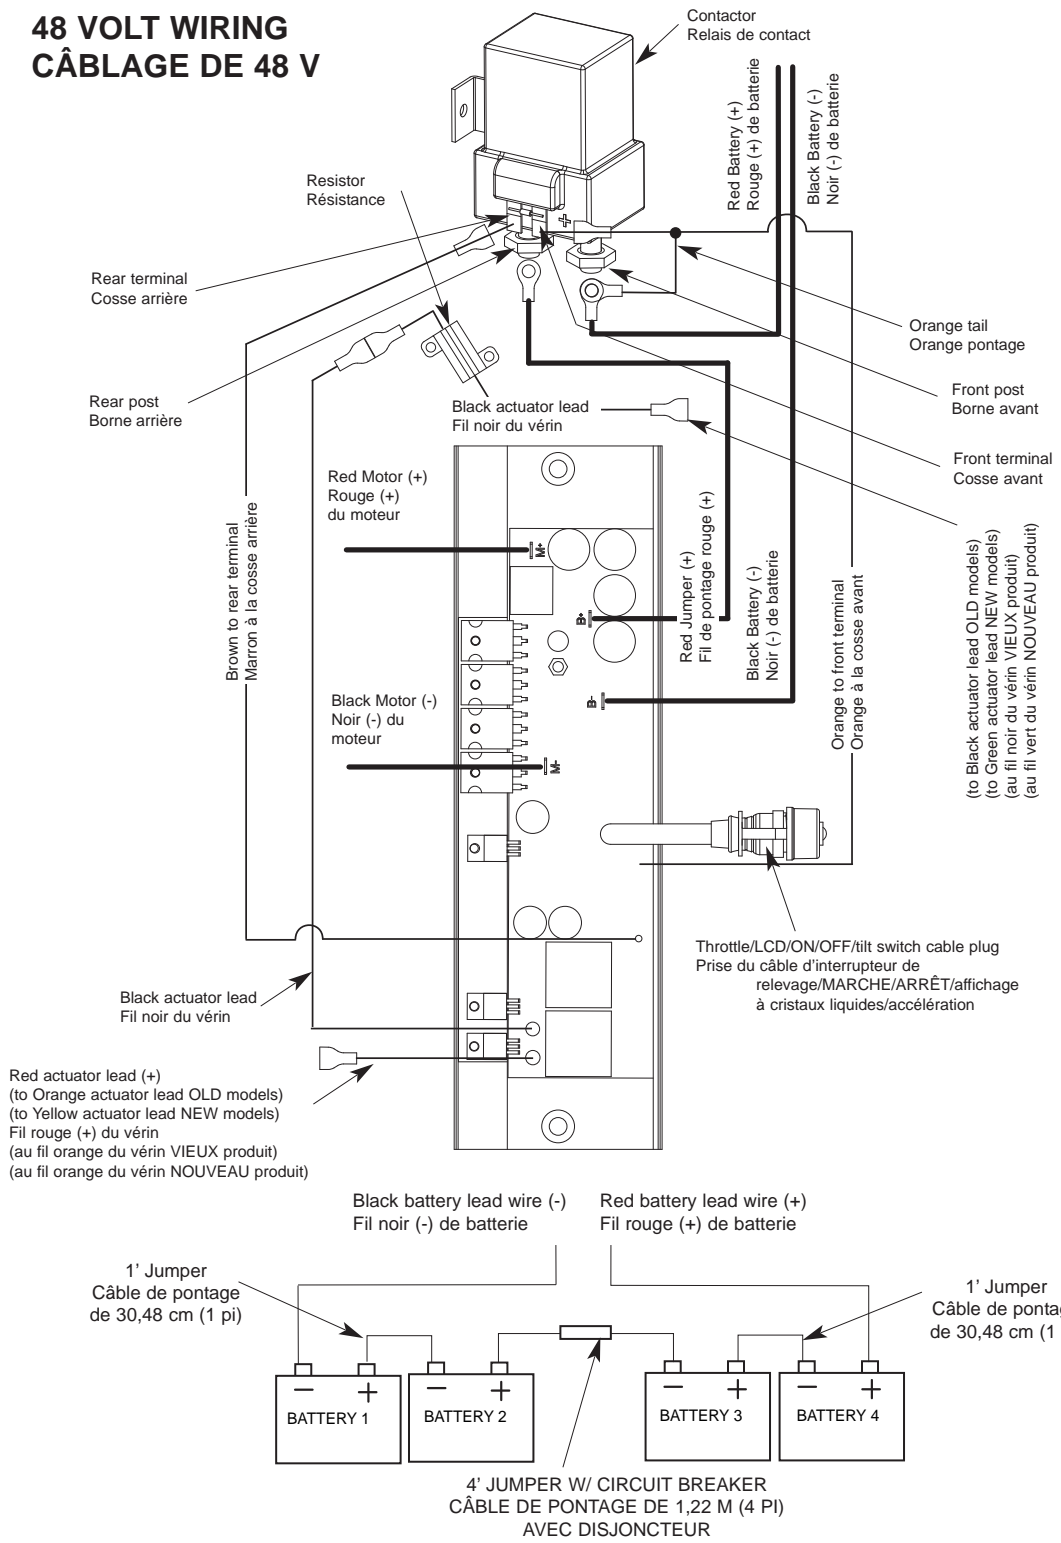 48 VOLT WIRING
CÂBLAGE DE 48 V
Contactor
Relais de contact
Red Battery (+)
Rouge (+) de batterie
Black Battery (-)
Noir (-) de batterie
Resistor
Résistance
+
Rear terminal
Cosse arrière
Orange tail
Orange pontage
Rear post
Borne arrière
Front post
Borne avant
Black actuator lead
Fil noir du vérin
Front terminal
Cosse avant
Red Motor (+)
Rouge (+)
du moteur
M+
Brown to rear terminal
Marron à la cosse arrière
B+
Red Jumper (+)
Fil de pontage rouge (+)
Black Battery (-)
Noir (-) de batterie
Orange to front terminal
Orange à la cosse avant
(to Black actuator lead OLD models)
(to Green actuator lead NEW models)
(au fil noir du vérin VIEUX produit)
(au fil vert du vérin NOUVEAU produit)
Black Motor (-)
Noir (-) du
moteur
B-
M-
Throttle/LCD/ON/OFF/tilt switch cable plug
Prise du câble d'interrupteur de
relevage/MARCHE/ARRÊT/affichage
à cristaux liquides/accélération
Black actuator lead
Fil noir du vérin
Red actuator lead (+)
(to Orange actuator lead OLD models)
(to Yellow actuator lead NEW models)
Fil rouge (+) du vérin
(au fil orange du vérin VIEUX produit)
(au fil orange du vérin NOUVEAU produit)
Black battery lead wire (-)
Fil noir (-) de batterie
Red battery lead wire (+)
Fil rouge (+) de batterie
1' Jumper
Câble de pontage
de 30,48 cm (1 pi)
1' Jumper
Câble de ponta
de 30,48 cm (1
− + − + − + − +
BATTERY 1 BATTERY 2 BATTERY 3 BATTERY 4
4' JUMPER W/ CIRCUIT BREAKER
CÂBLE DE PONTAGE DE 1,22 M (4 PI)
AVEC DISJONCTEUR